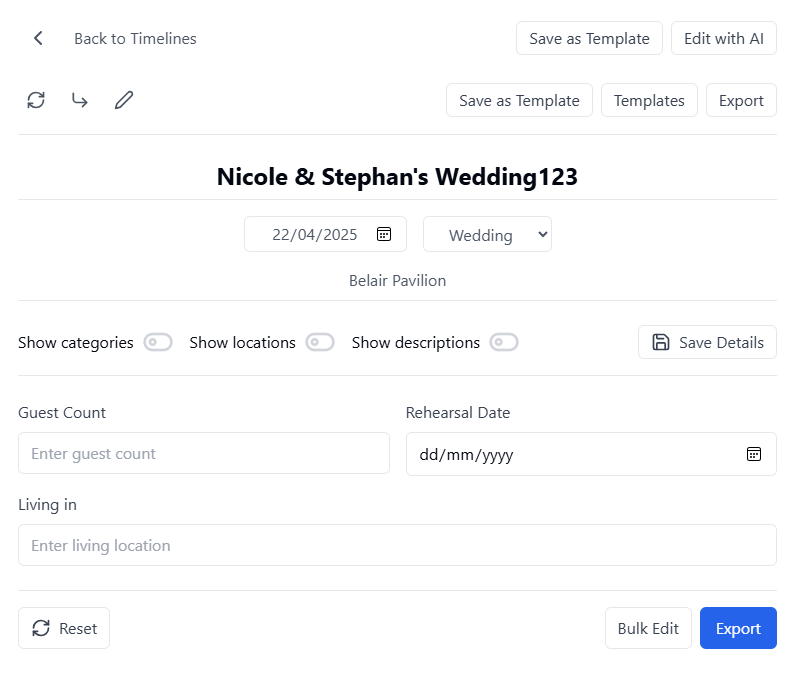 Back to Timelines Save as Template Edit with AI
Save as Template Templates Export
Nicole & Stephan's Wedding123
22/04/2025 Wedding
Belair Pavilion
Show categories Show locations Show descriptions Save Details
Guest Count Rehearsal Date
Enter guest count dd/mm/yyyy
Living in
Enter living location
Reset Bulk Edit Export